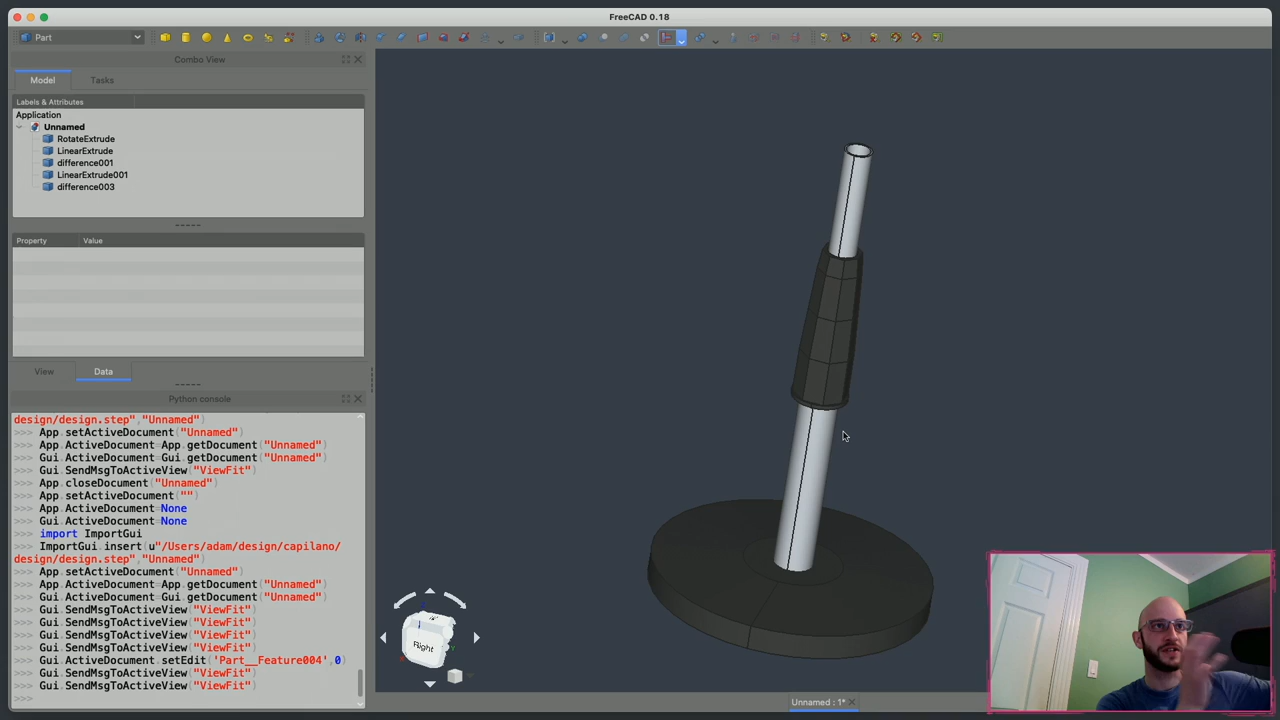 FreeCAD 0.18
Part
Combo View
Model
Tasks
Labels & Attributes
Application
Unnamed
RotateExtrude
LinearExtrude
difference001
LinearExtrude001
difference003
Property
Value
View
Data
Python console
design/design.step","Unnamed")
>>> App.setActiveDocument("Unnamed")
>>> App.ActiveDocument=App.getDocument("Unnamed")
>>> Gui.ActiveDocument=Gui.getDocument("Unnamed")
>>> Gui.SendMsgToActiveView("ViewFit")
>>> App.closeDocument("Unnamed")
>>> App.setActiveDocument("")
>>> App.ActiveDocument=None
>>> Gui.ActiveDocument=None
>>> import ImportGui
>>> ImportGui.insert(u"/Users/adam/design/capilano/
design/design.step","Unnamed")
>>> App.setActiveDocument("Unnamed")
>>> App.ActiveDocument=App.getDocument("Unnamed")
>>> Gui.ActiveDocument=Gui.getDocument("Unnamed")
>>> Gui.SendMsgToActiveView("ViewFit")
>>> Gui.SendMsgToActiveView("ViewFit")
>>> Gui.SendMsgToActiveView("ViewFit")
>>> Gui.SendMsgToActiveView("ViewFit")
>>> Gui.ActiveDocument.setEdit('Part__Feature004',0)
>>> Gui.SendMsgToActiveView("ViewFit")
>>> Gui.SendMsgToActiveView("ViewFit")
>>>
Right
Unnamed : 1*